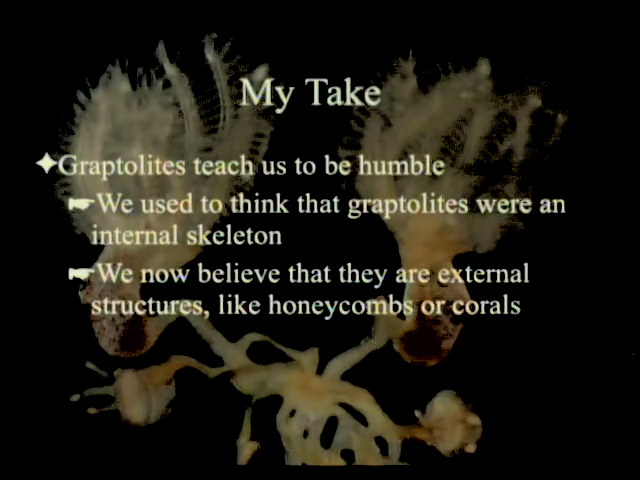 My Take
Graptolites teach us to be humble
We used to think that graptolites were an
internal skeleton
We now believe that they are external
structures, like honeycombs or corals